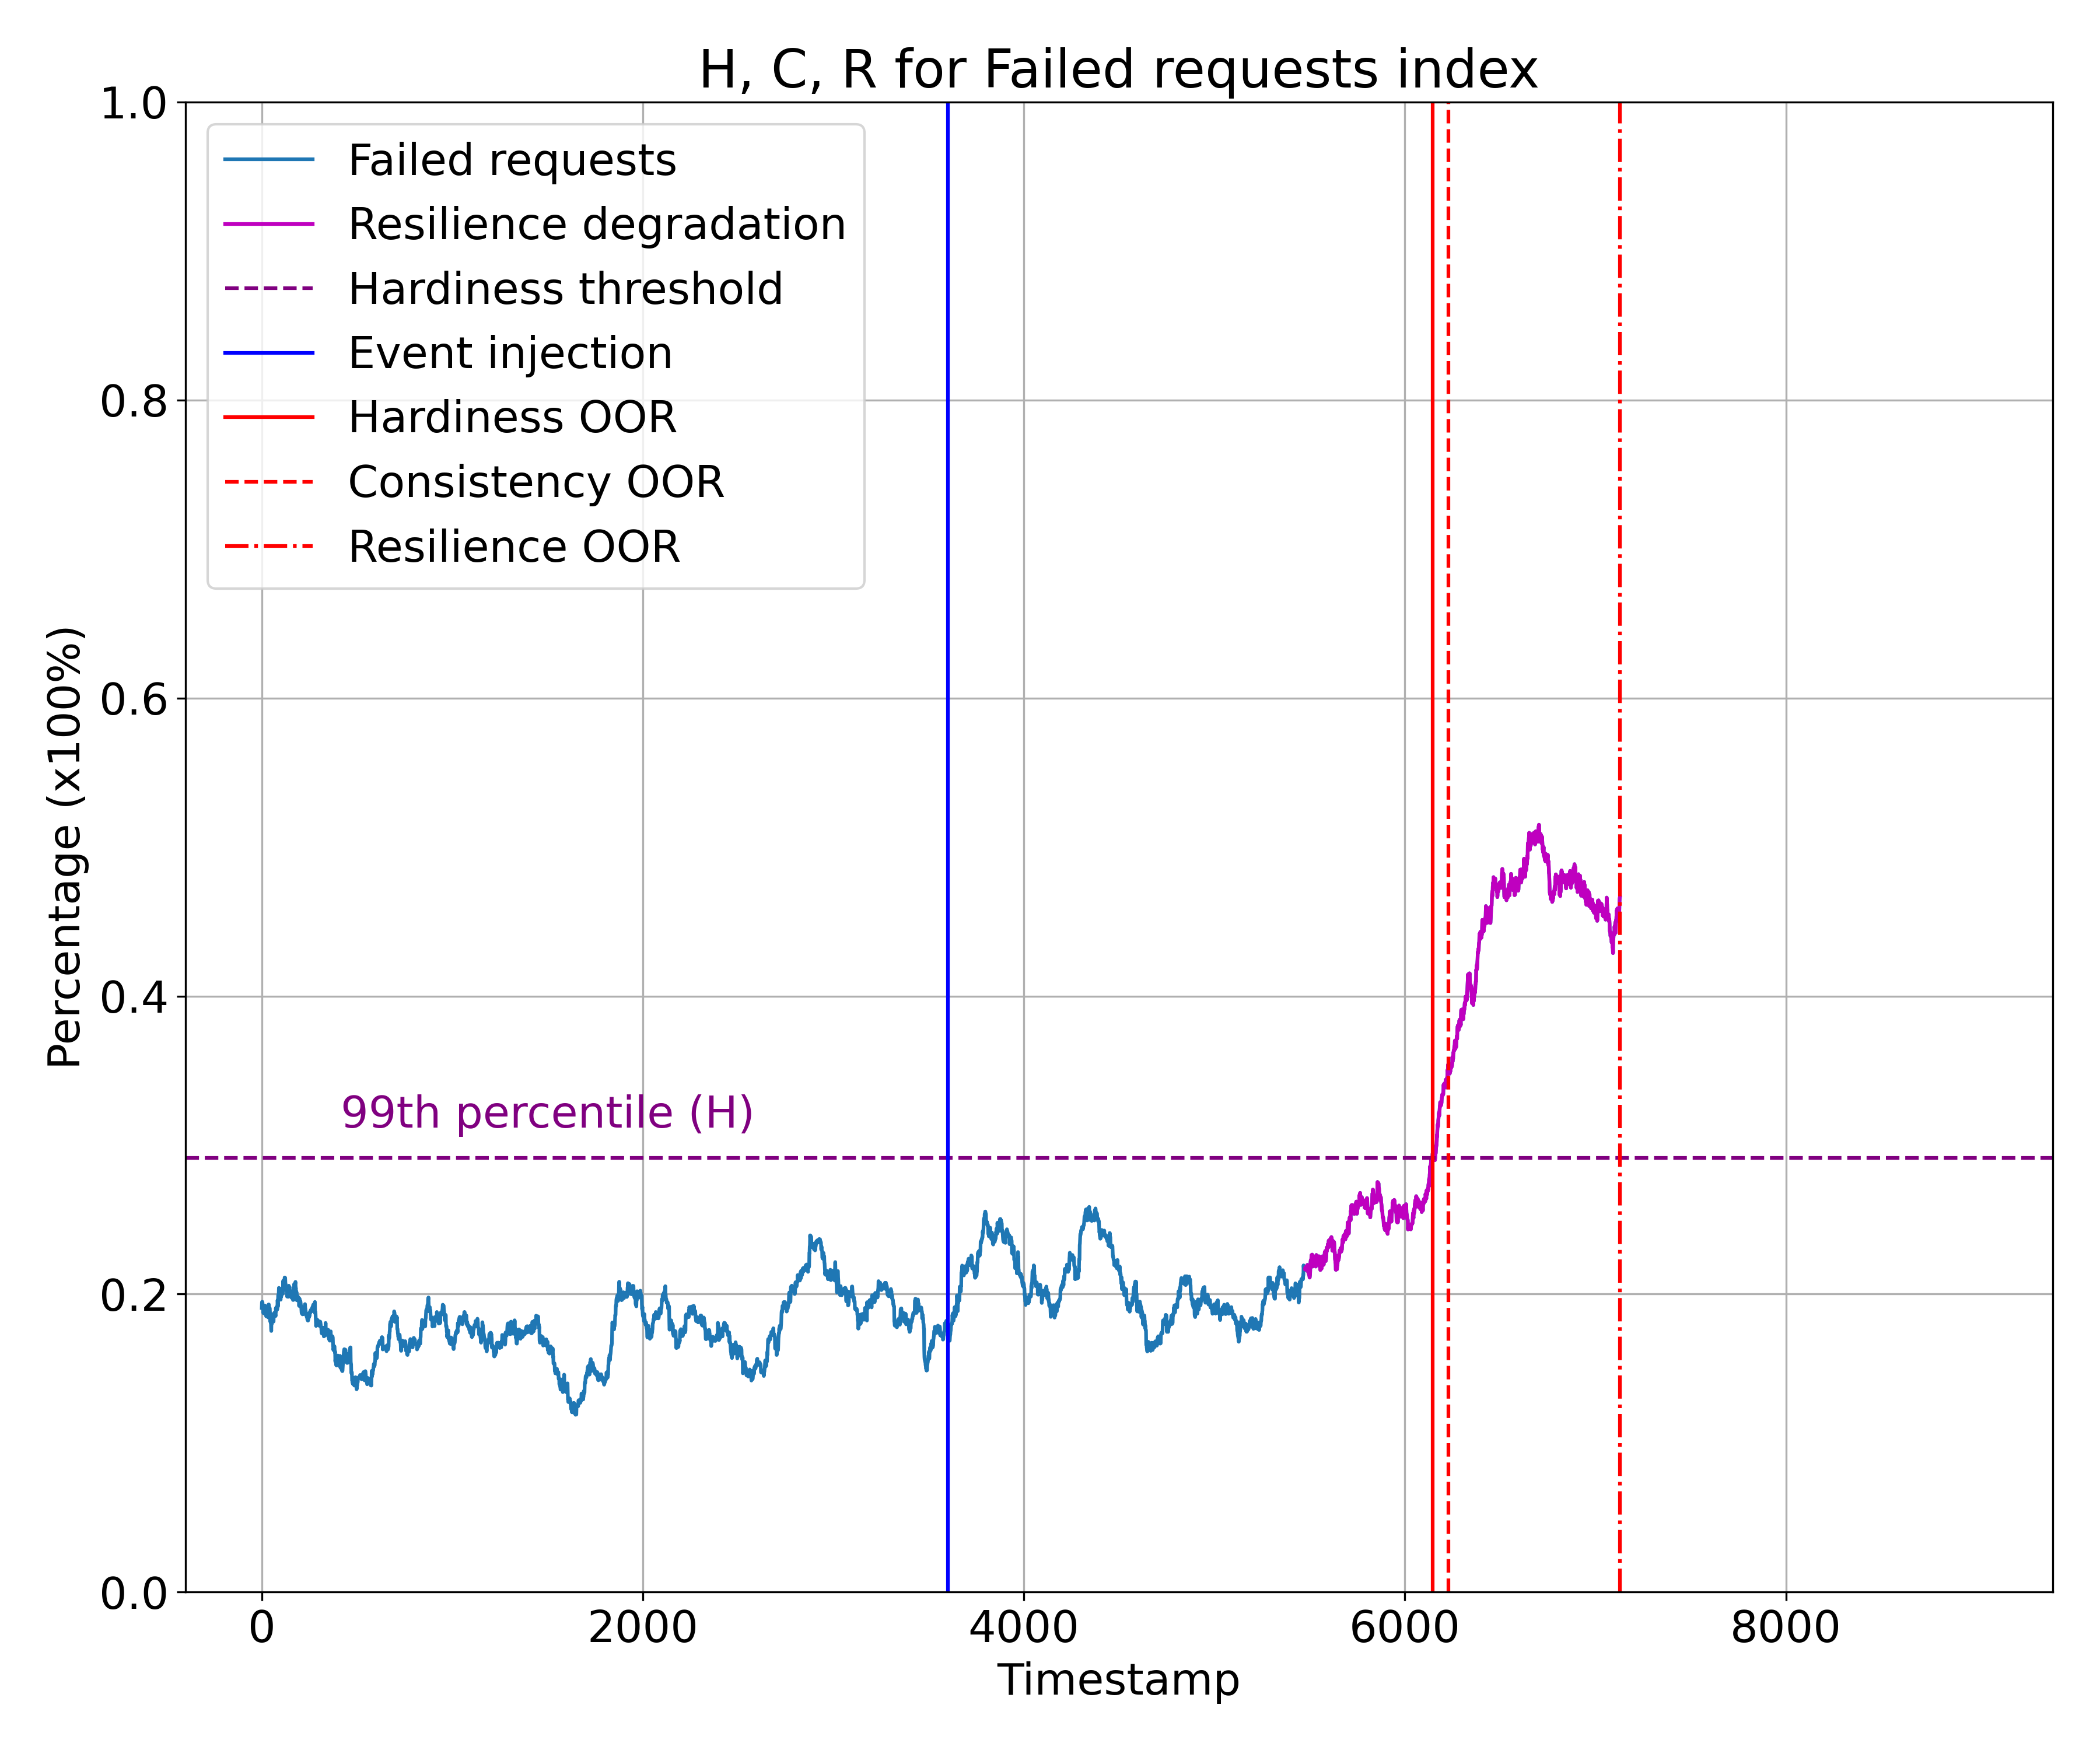 H, C, R for Failed requests index
1.0
0.8
0.6
0.4
0.2
0.0
Percentage (x100%)
Failed requests
Resilience degradation
Hardiness threshold
Event injection
Hardiness OOR
Consistency OOR
Resilience OOR
99th percentile (H)
0 2000 4000 6000 8000
Timestamp